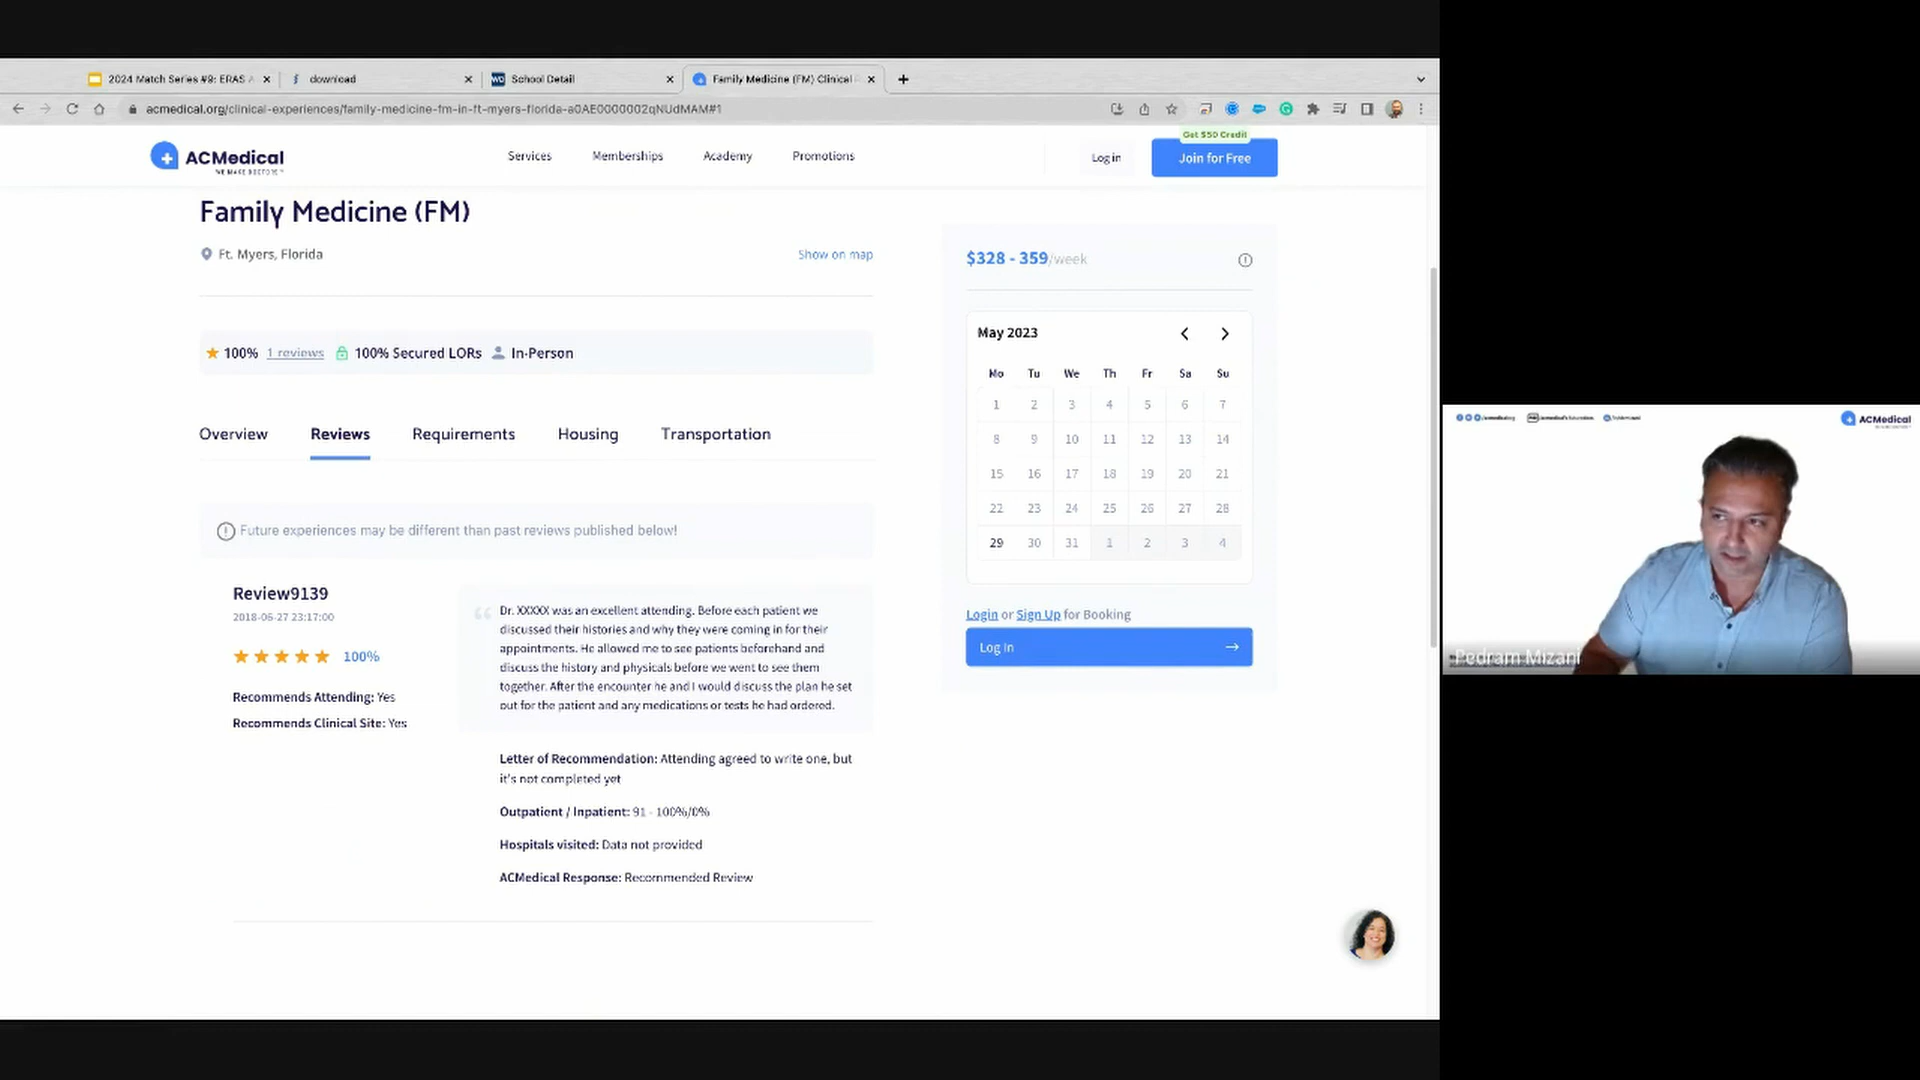 2024 Match Series #9: ERAS A
download
School Detail
Family Medicine (FM) Clinical
acmedical.org/clinical-experiences/family-medicine-fm-in-ft-myers-florida-a0AE0000002qNUdMAM#1
ACMedical
WE MAKE DOCTORS™
Services
Memberships
Academy
Promotions
Log in
Get $50 Credit
Join for Free
Family Medicine (FM)
Ft. Myers, Florida
Show on map
100% 1 reviews 100% Secured LORs In-Person
Overview
Reviews
Requirements
Housing
Transportation
Future experiences may be different than past reviews published below!
Review9139
2018-06-27 23:17:00
100%
Recommends Attending: Yes
Recommends Clinical Site: Yes
Dr. XXXXX was an excellent attending. Before each patient we
discussed their histories and why they were coming in for their
appointments. He allowed me to see patients beforehand and
discuss the history and physicals before we went to see them
together. After the encounter he and I would discuss the plan he set
out for the patient and any medications or tests he had ordered.
Letter of Recommendation: Attending agreed to write one, but
it's not completed yet
Outpatient / Inpatient: 91 - 100%/0%
Hospitals visited: Data not provided
ACMedical Response: Recommended Review
$328 - 359/week
May 2023
Mo Tu We Th Fr Sa Su
1 2 3 4 5 6 7
8 9 10 11 12 13 14
15 16 17 18 19 20 21
22 23 24 25 26 27 28
29 30 31 1 2 3 4
Login or Sign Up for Booking
Log In
ACMedical
Pedram Mizani